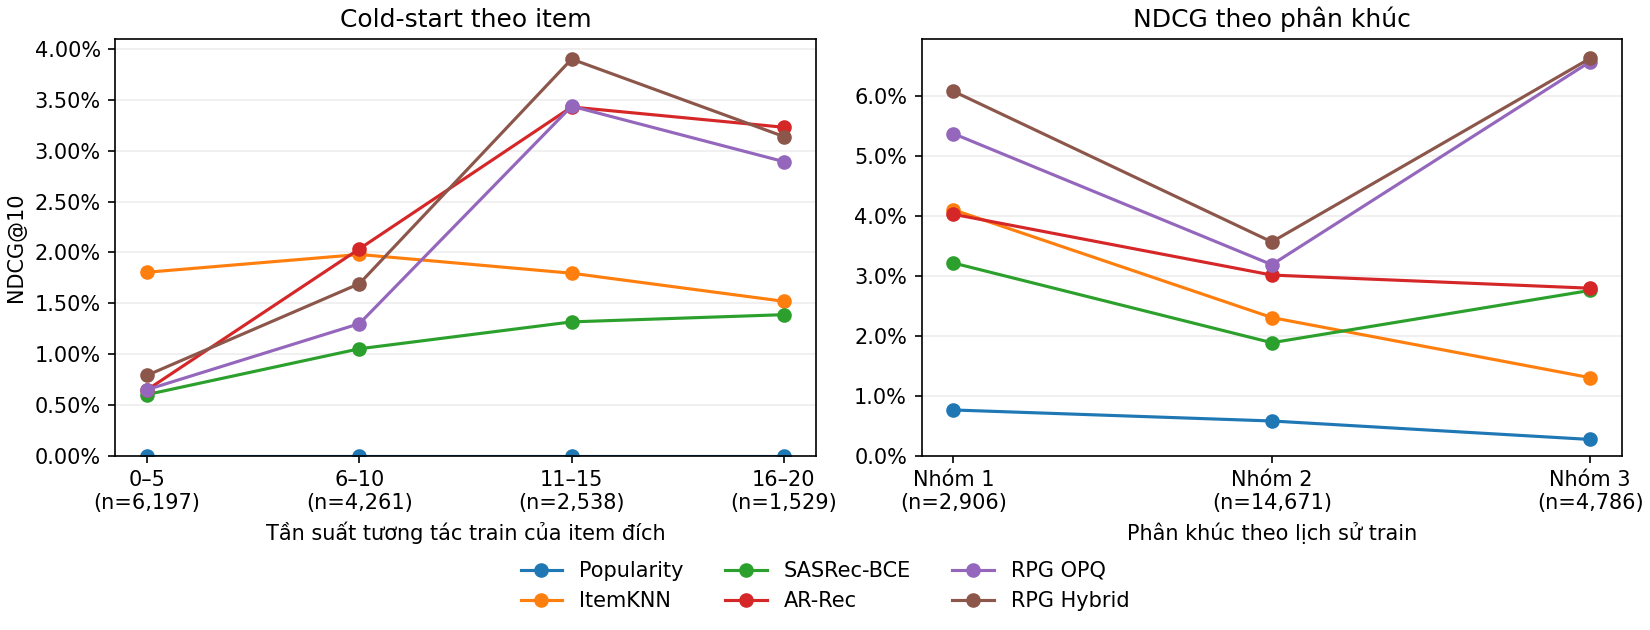 Cold-start theo item
NDCG@10
4.00%
3.50%
3.00%
2.50%
2.00%
1.50%
1.00%
0.50%
0.00%
0–5 6–10 11–15 16–20
(n=6,197) (n=4,261) (n=2,538) (n=1,529)
Tần suất tương tác train của item đích
NDCG theo phân khúc
6.0%
5.0%
4.0%
3.0%
2.0%
1.0%
0.0%
Nhóm 1 Nhóm 2 Nhóm 3
(n=2,906) (n=14,671) (n=4,786)
Phân khúc theo lịch sử train
Popularity SASRec-BCE RPG OPQ
ItemKNN AR-Rec RPG Hybrid